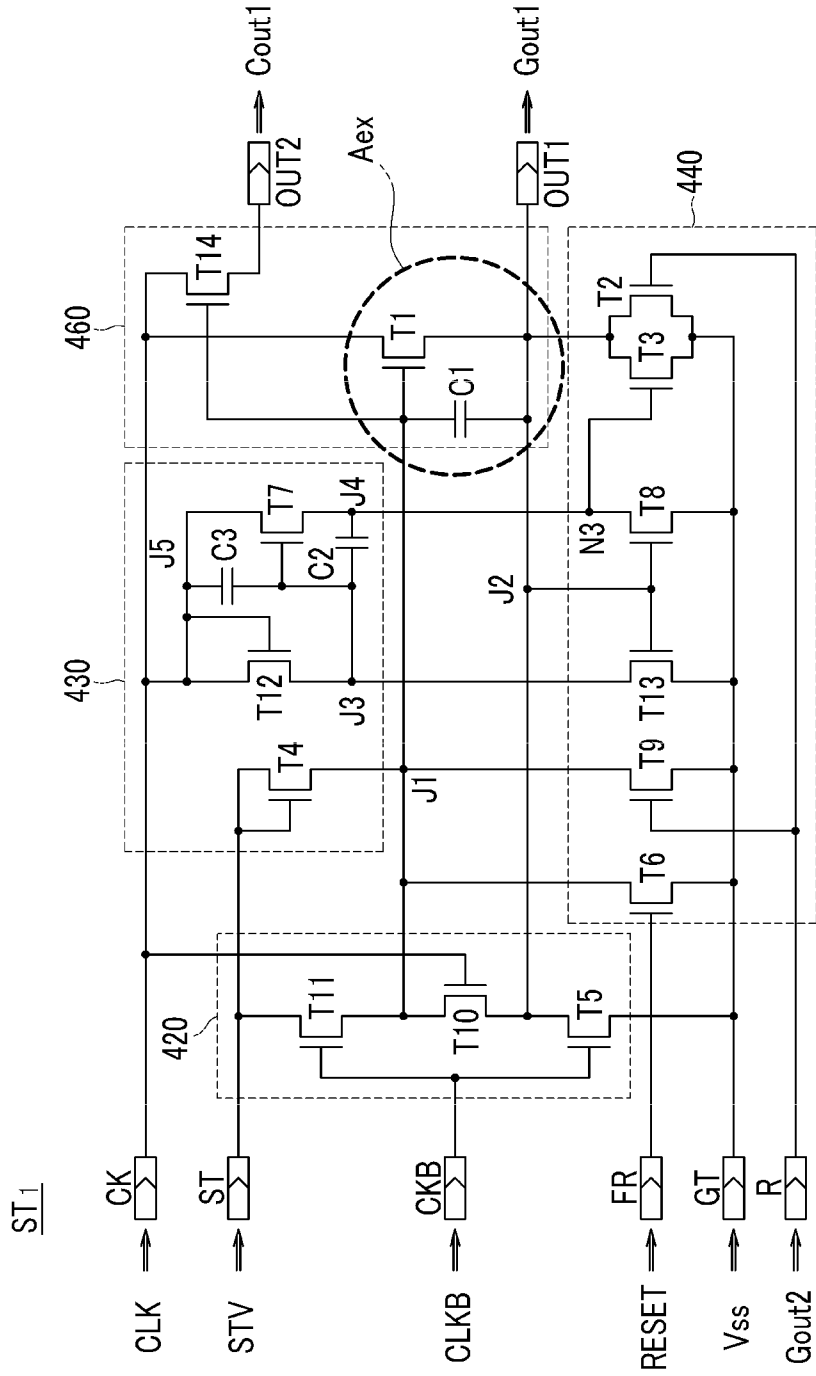 ST1
CLK
CK
STV
ST
CLKB
CKB
RESET
FR
Vss
GT
Gout2
R
420
T11
T10
T5
430
T4
T12
C3
J5
T7
C2
J4
J3
J1
J2
N3
460
T14
T1
C1
Aex
OUT2
Cout1
OUT1
Gout1
440
T6
T9
T13
T8
T3
T2